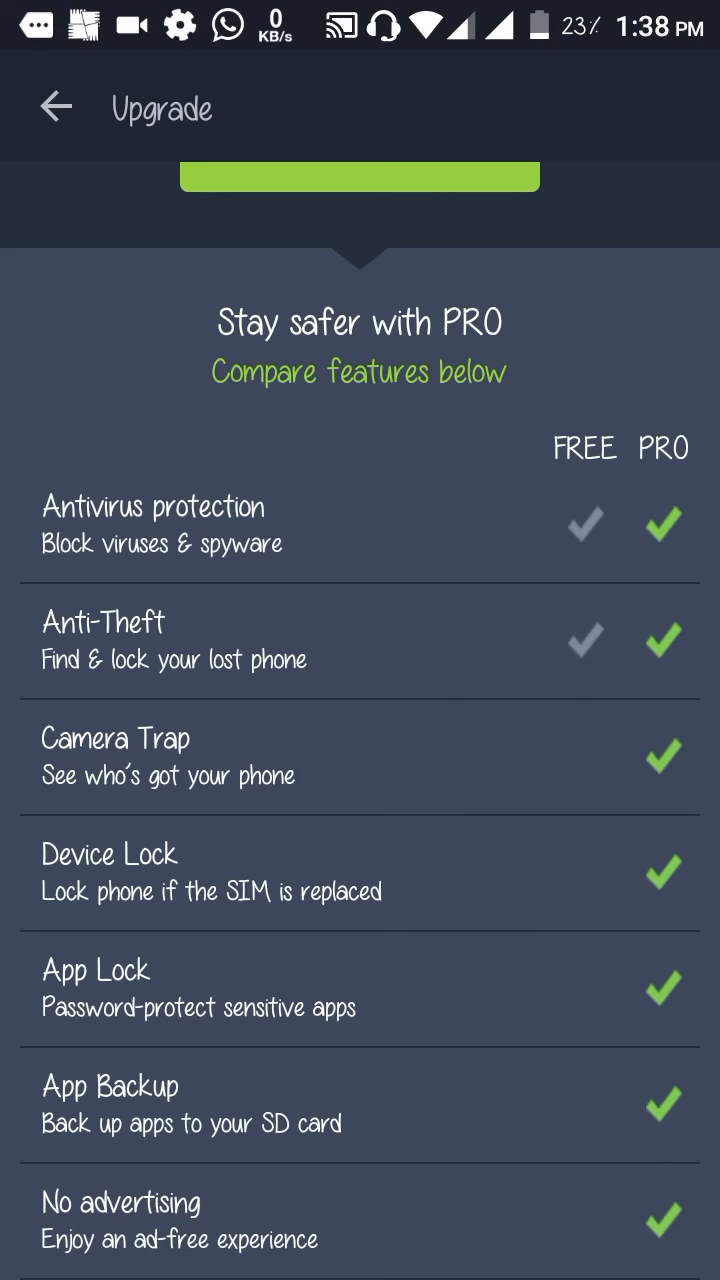 0
KB/s
23% 1:38 PM
Upgrade
Stay safer with PRO
Compare features below
FREE PRO
Antivirus protection
Block viruses & spyware
Anti-Theft
Find & lock your lost phone
Camera Trap
See who's got your phone
Device Lock
Lock phone if the SIM is replaced
App Lock
Password-protect sensitive apps
App Backup
Back up apps to your SD card
No advertising
Enjoy an ad-free experience